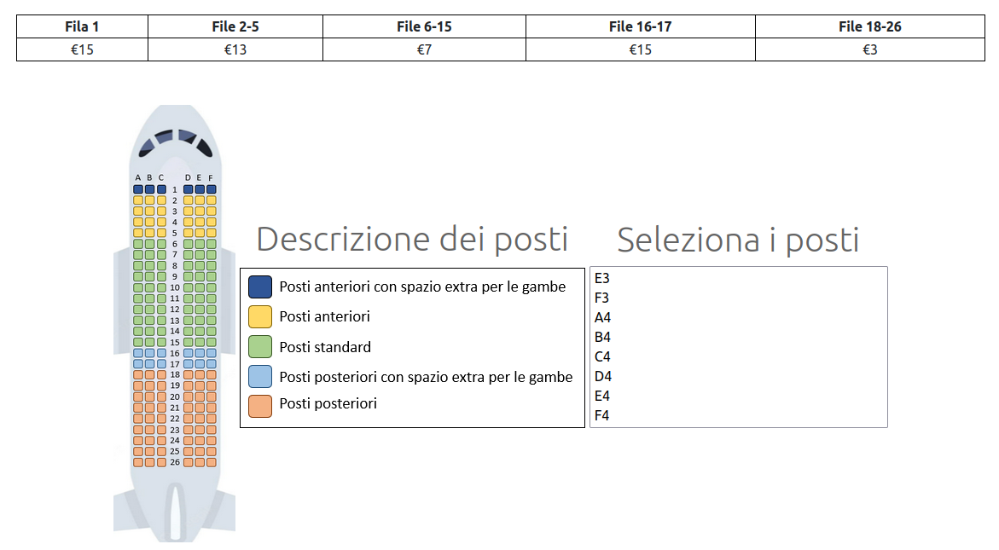 Fila 1 File 2-5 File 6-15 File 16-17 File 18-26
€15 €13 €7 €15 €3
A B C D E F
1
2
3
4
5
6
7
8
9
10
11
12
13
14
15
16
17
18
19
20
21
22
23
24
25
26
Descrizione dei posti
Posti anteriori con spazio extra per le gambe
Posti anteriori
Posti standard
Posti posteriori con spazio extra per le gambe
Posti posteriori
Seleziona i posti
E3
F3
A4
B4
C4
D4
E4
F4